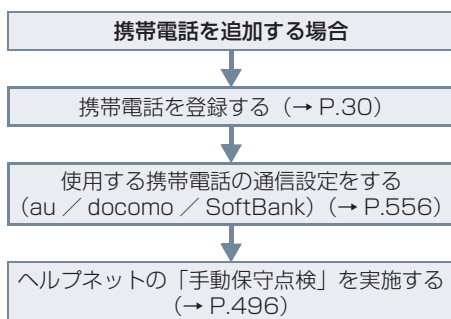 携帯電話を追加する場合
携帯電話を登録する（→ P.30）
使用する携帯電話の通信設定をする
（au ／ docomo ／ SoftBank）（→ P.556）
ヘルプネットの「手動保守点検」を実施する
（→ P.496）